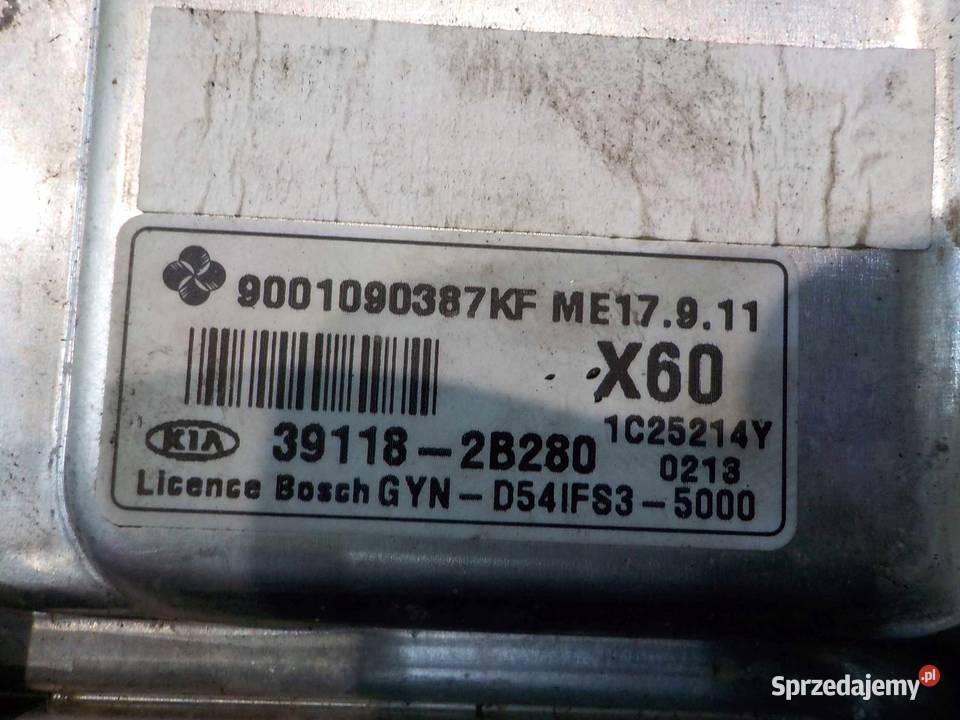 9001090387KF ME17.9.11
X60
1C25214Y
KIA 39118-2B280
0213
Licence Bosch GYN-D54IFS3-5000
Sprzedajemy.pl